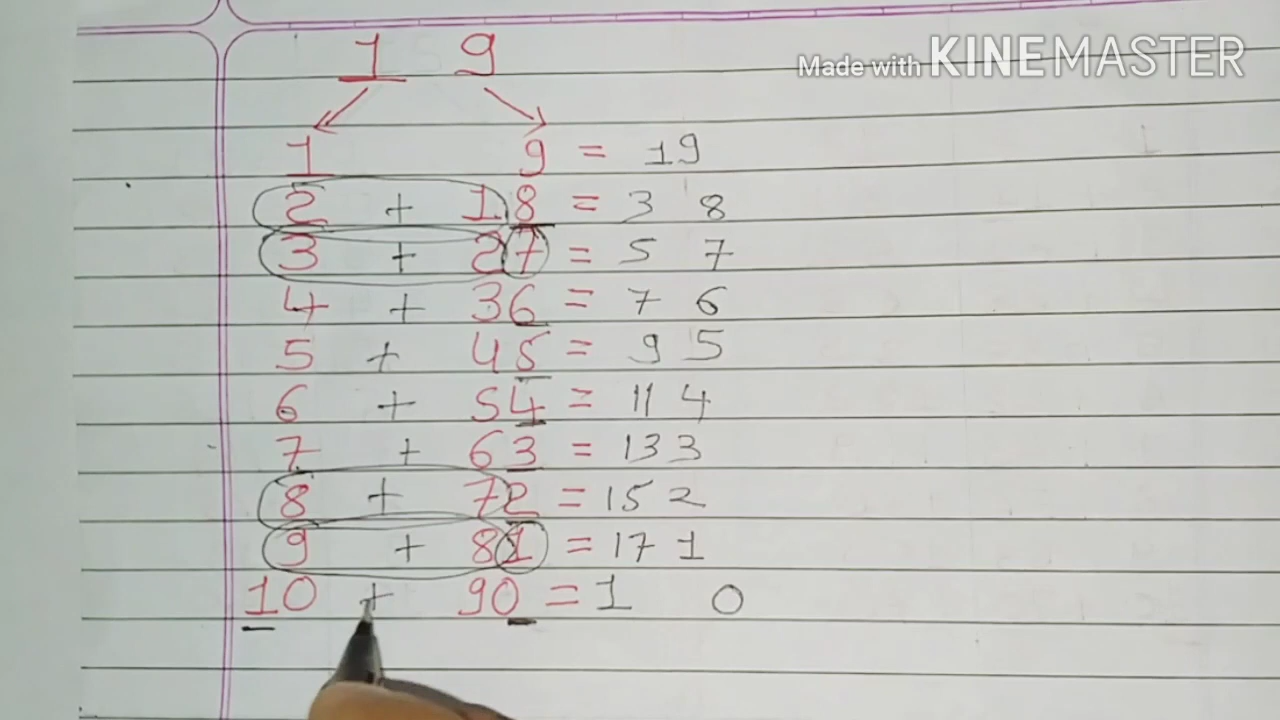 Made with KINEMASTER
1 9
1 9 = 19
2 + 18 = 3 8
3 + 27 = 5 7
4 + 36 = 7 6
5 + 45 = 9 5
6 + 54 = 11 4
7 + 63 = 13 3
8 + 72 = 15 2
9 + 81 = 17 1
10 + 90 = 1 0